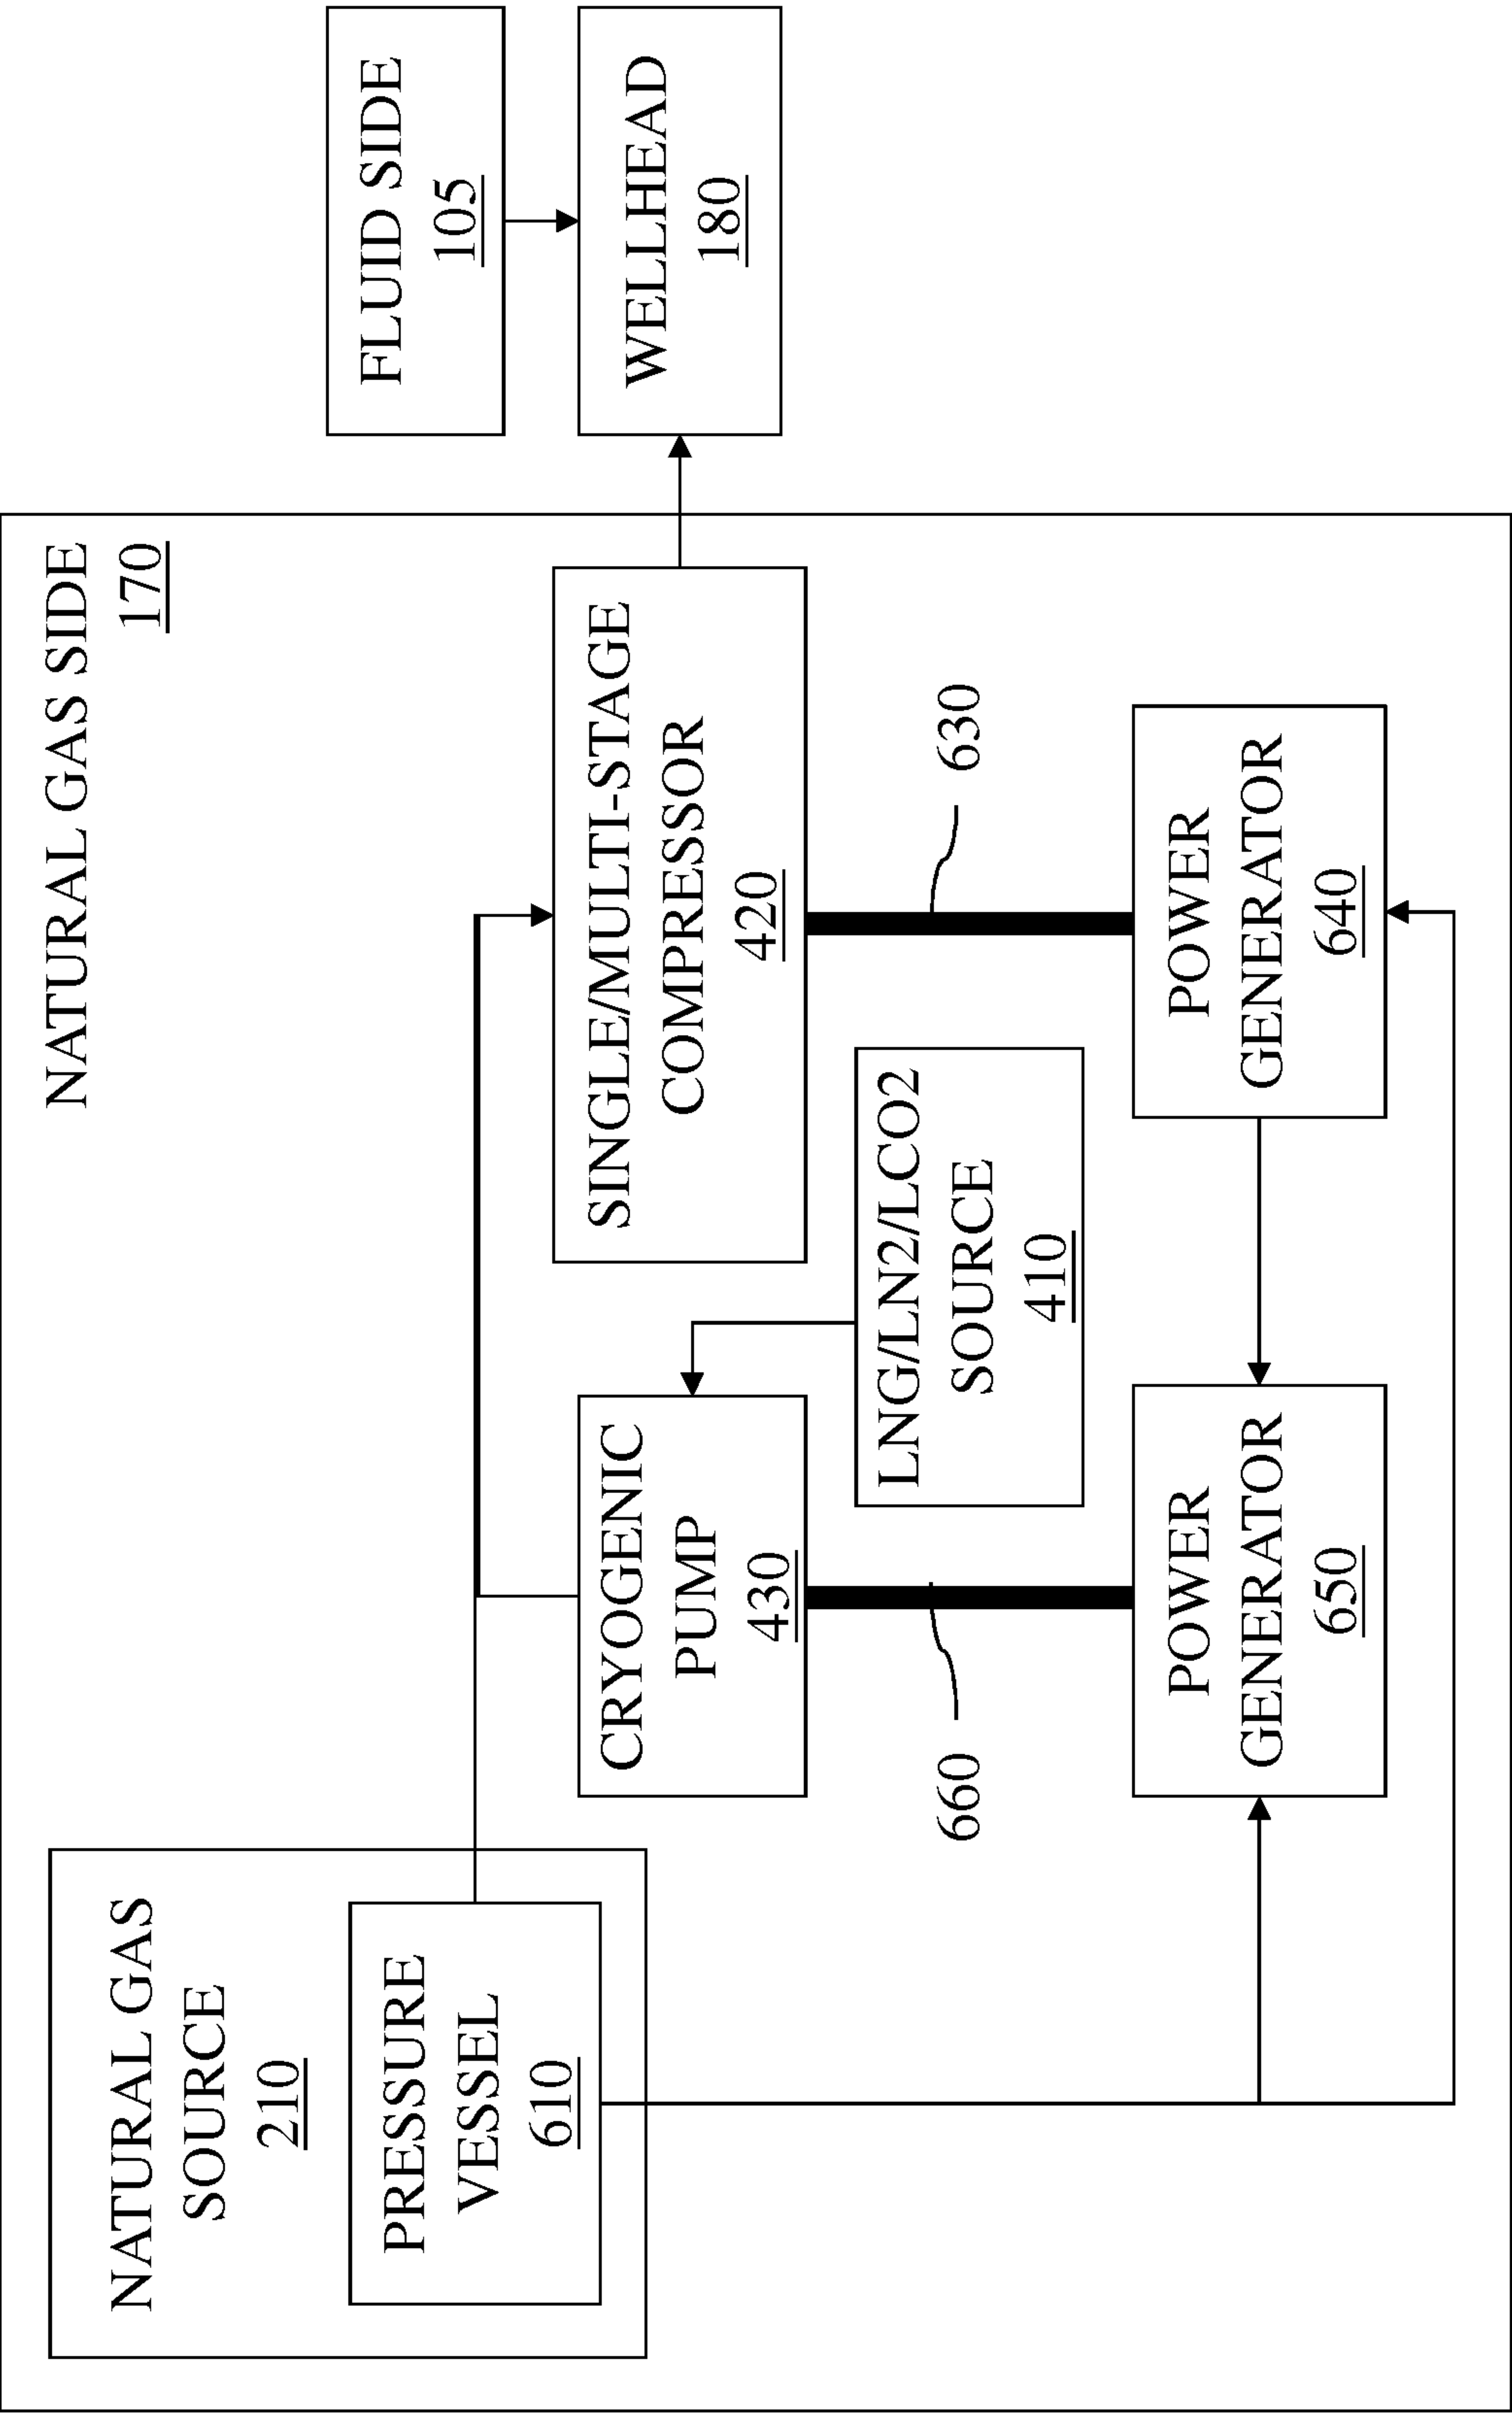 NATURAL GAS SIDE
170
NATURAL GAS
SOURCE
210
PRESSURE
VESSEL
610
FLUID SIDE
105
WELLHEAD
180
SINGLE/MULTI-STAGE
COMPRESSOR
420
CRYOGENIC
PUMP
430
LNG/LN2/LCO2
SOURCE
410
660
630
POWER
GENERATOR
650
POWER
GENERATOR
640